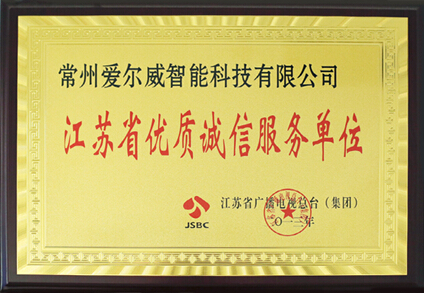 常州爱尔威智能科技有限公司
江苏省优质诚信服务单位
JSBC
江苏省广播电视总台（集团）
二〇一三年